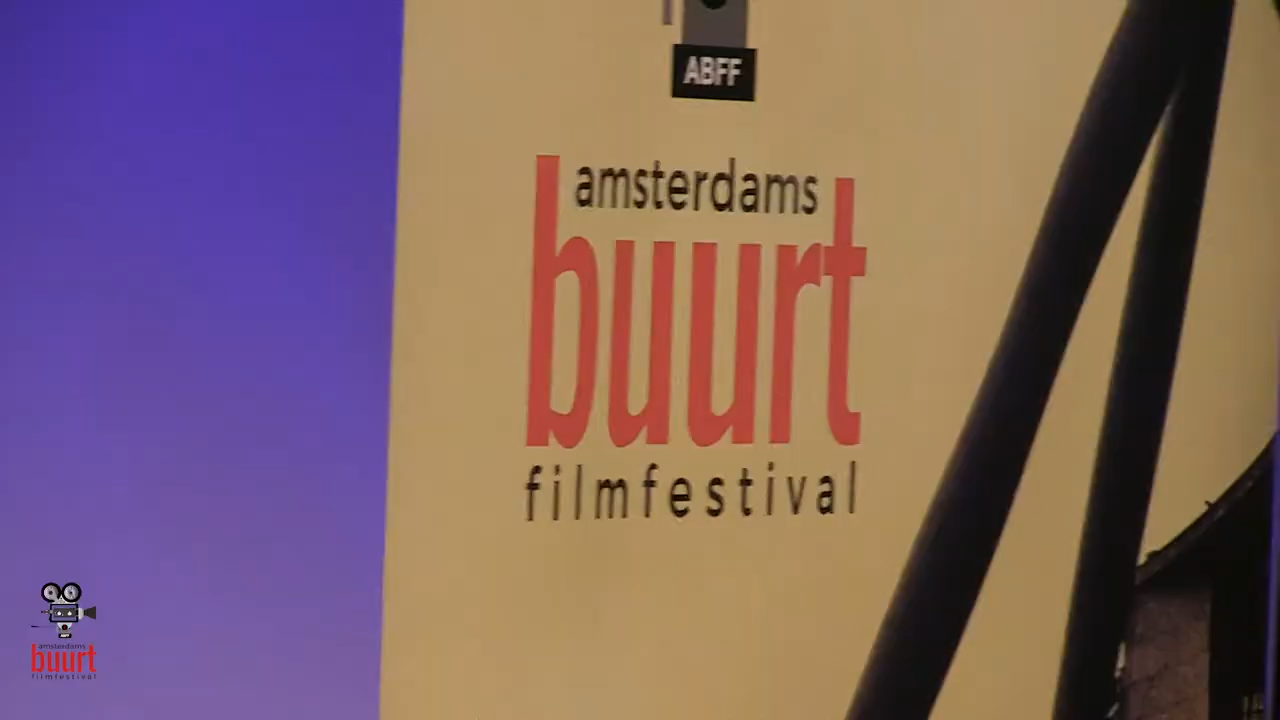 ABFF
amsterdams
buurt
filmfestival
amsterdams
buurt
filmfestival